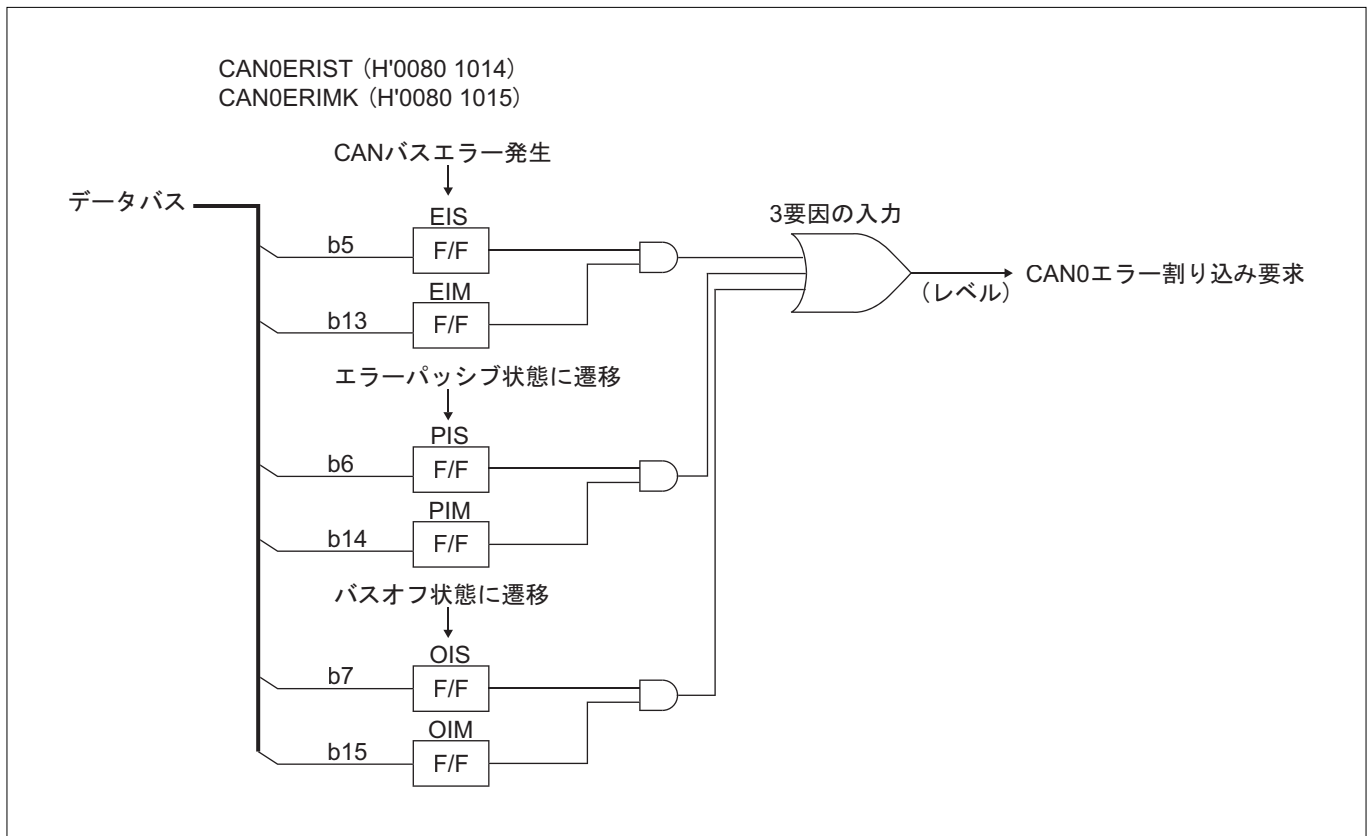 CAN0ERIST（H'0080 1014）
CAN0ERIMK（H'0080 1015）
CANバスエラー発生
データバス
EIS
b5
F/F
EIM
b13
F/F
3要因の入力
（レベル）
CAN0エラー割り込み要求
エラーパッシブ状態に遷移
PIS
b6
F/F
PIM
b14
F/F
バスオフ状態に遷移
OIS
b7
F/F
OIM
b15
F/F